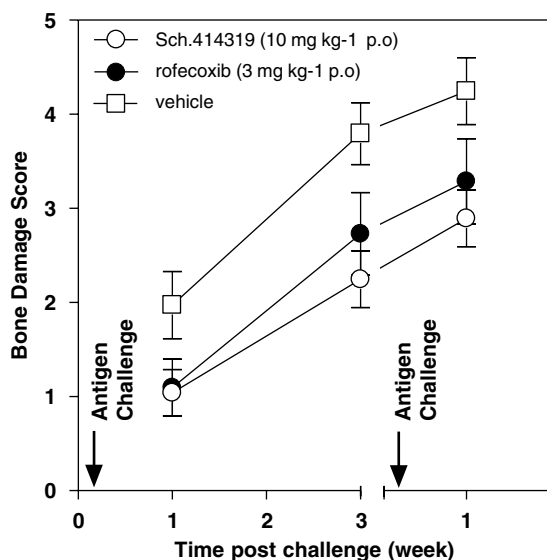 5
4
3
2
1
0
Bone Damage Score
Sch.414319 (10 mg kg-1 p.o)
rofecoxib (3 mg kg-1 p.o)
vehicle
Antigen
Challenge
Antigen
Challenge
0
1
2
3
1
Time post challenge (week)